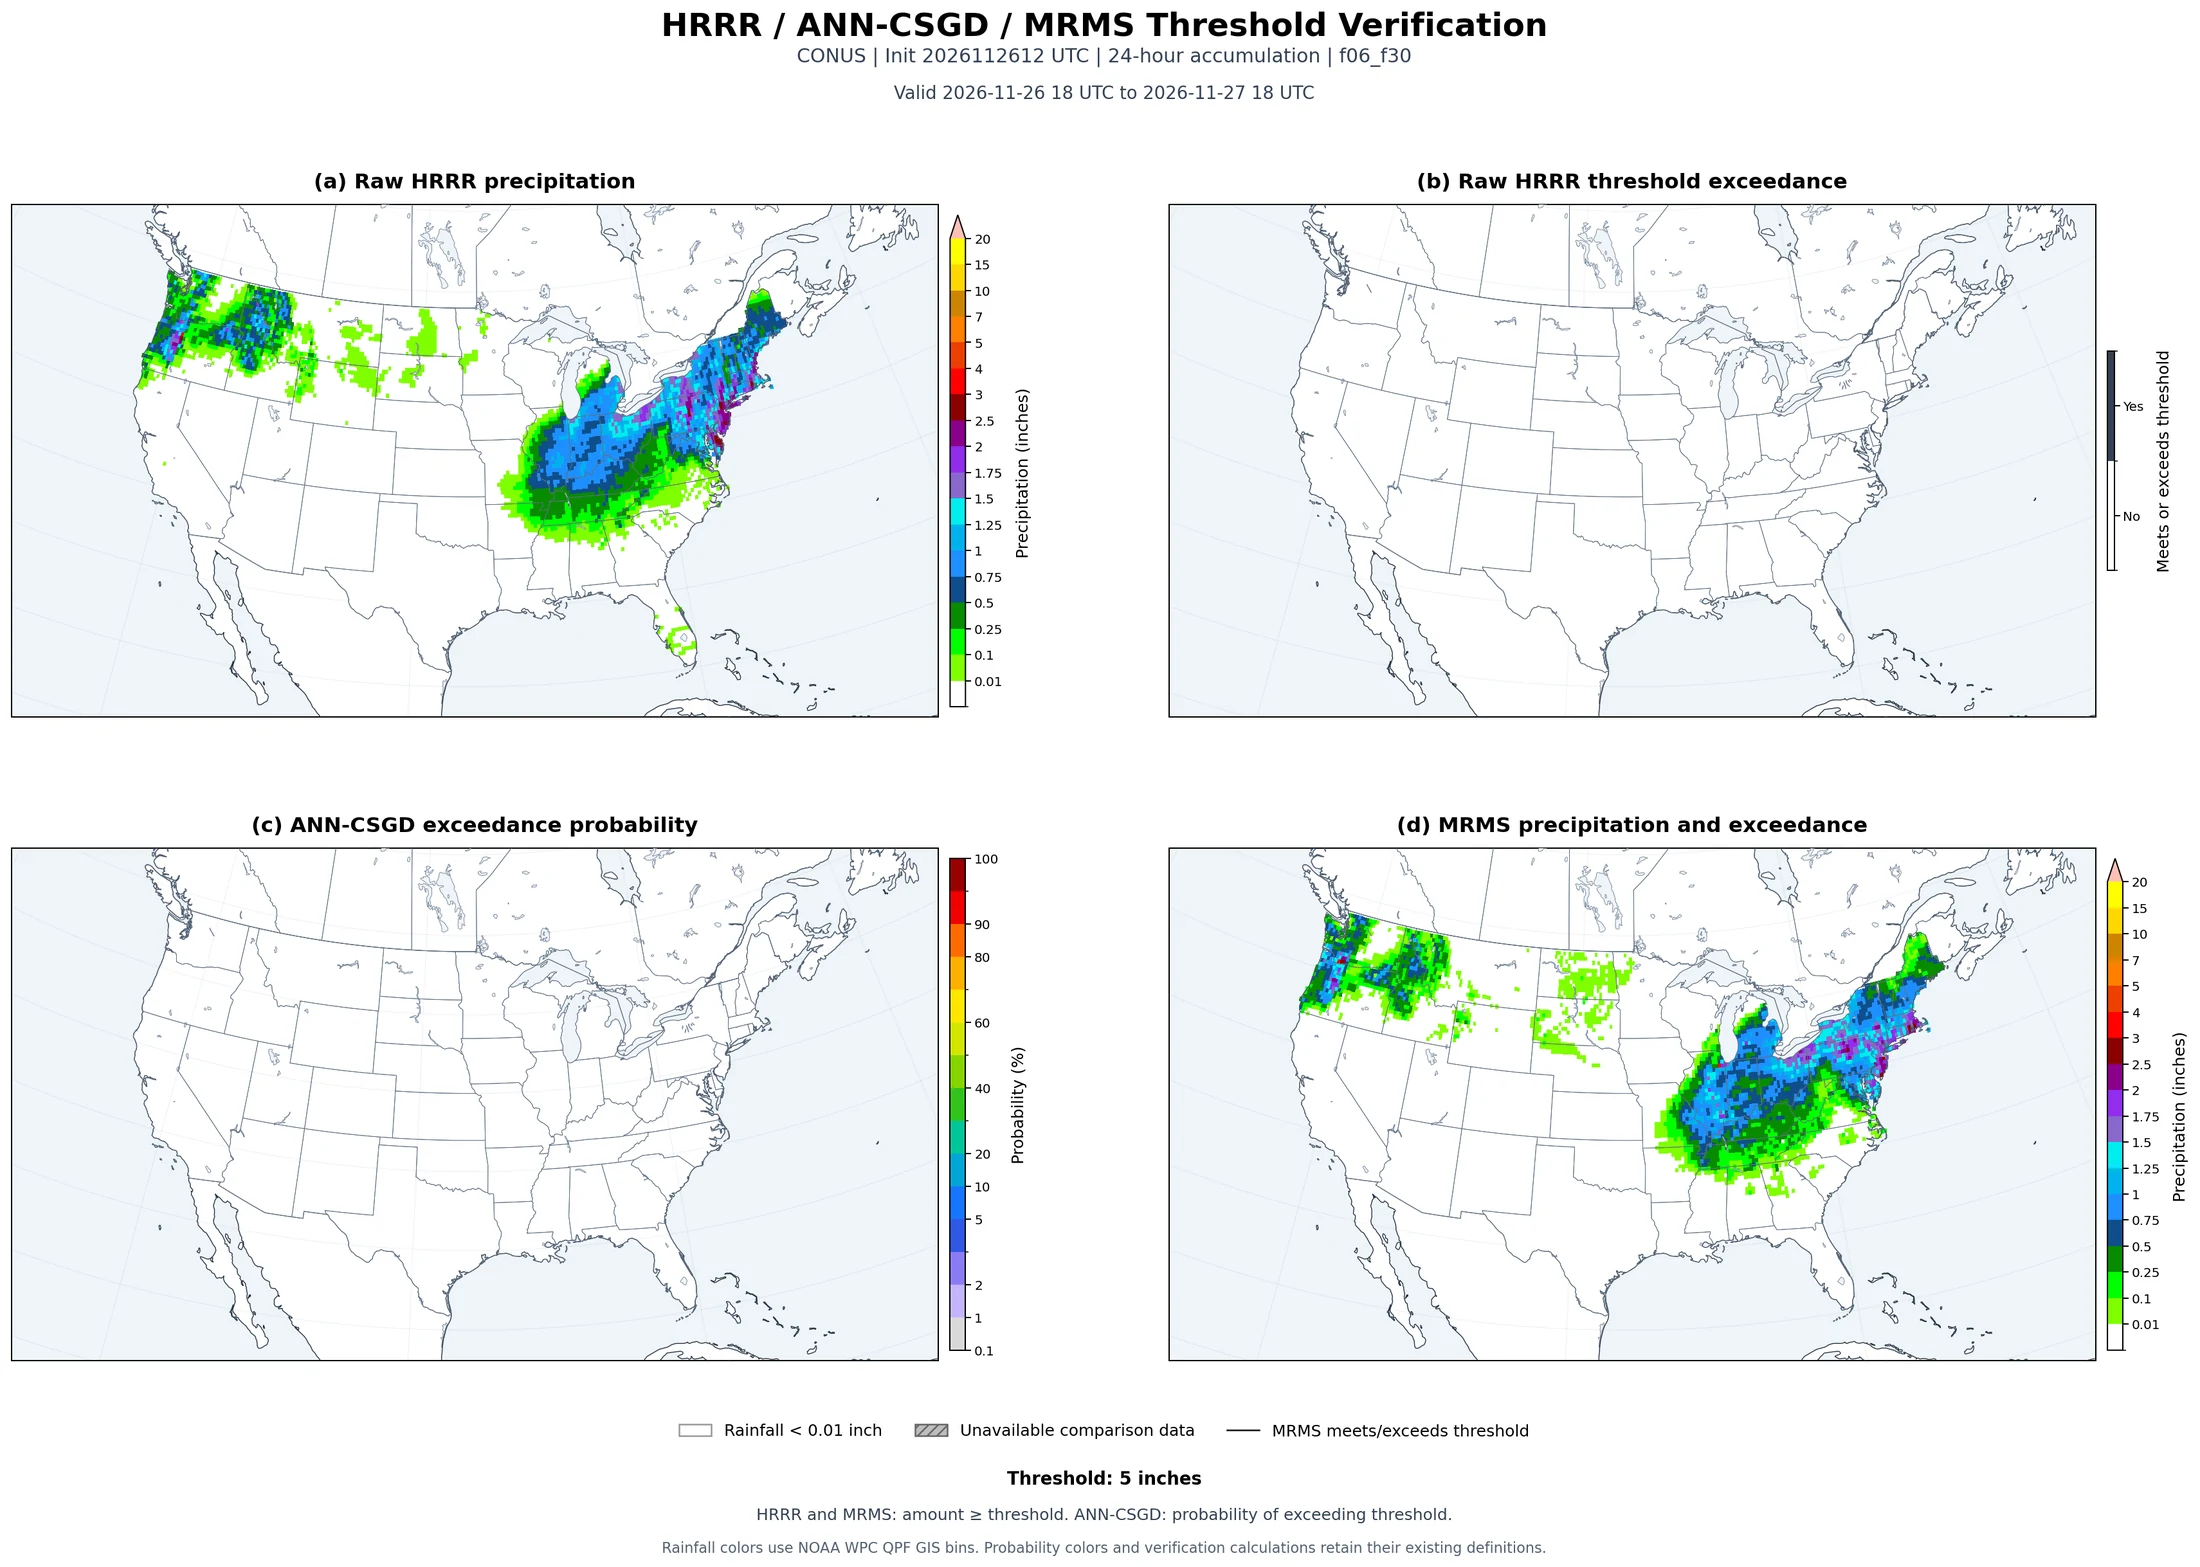 HRRR / ANN-CSGD / MRMS Threshold Verification
CONUS | Init 2026112612 UTC | 24-hour accumulation | f06_f30
Valid 2026-11-26 18 UTC to 2026-11-27 18 UTC
(a) Raw HRRR precipitation
20
15
10
7
5
4
3
2.5
2
1.75
1.5
1.25
1
0.75
0.5
0.25
0.1
0.01
Precipitation (inches)
(b) Raw HRRR threshold exceedance
Yes
No
Meets or exceeds threshold
(c) ANN-CSGD exceedance probability
100
90
80
60
40
20
10
5
2
1
0.1
Probability (%)
(d) MRMS precipitation and exceedance
20
15
10
7
5
4
3
2.5
2
1.75
1.5
1.25
1
0.75
0.5
0.25
0.1
0.01
Precipitation (inches)
Rainfall < 0.01 inch
Unavailable comparison data
MRMS meets/exceeds threshold
Threshold: 5 inches
HRRR and MRMS: amount ≥ threshold. ANN-CSGD: probability of exceeding threshold.
Rainfall colors use NOAA WPC QPF GIS bins. Probability colors and verification calculations retain their existing definitions.